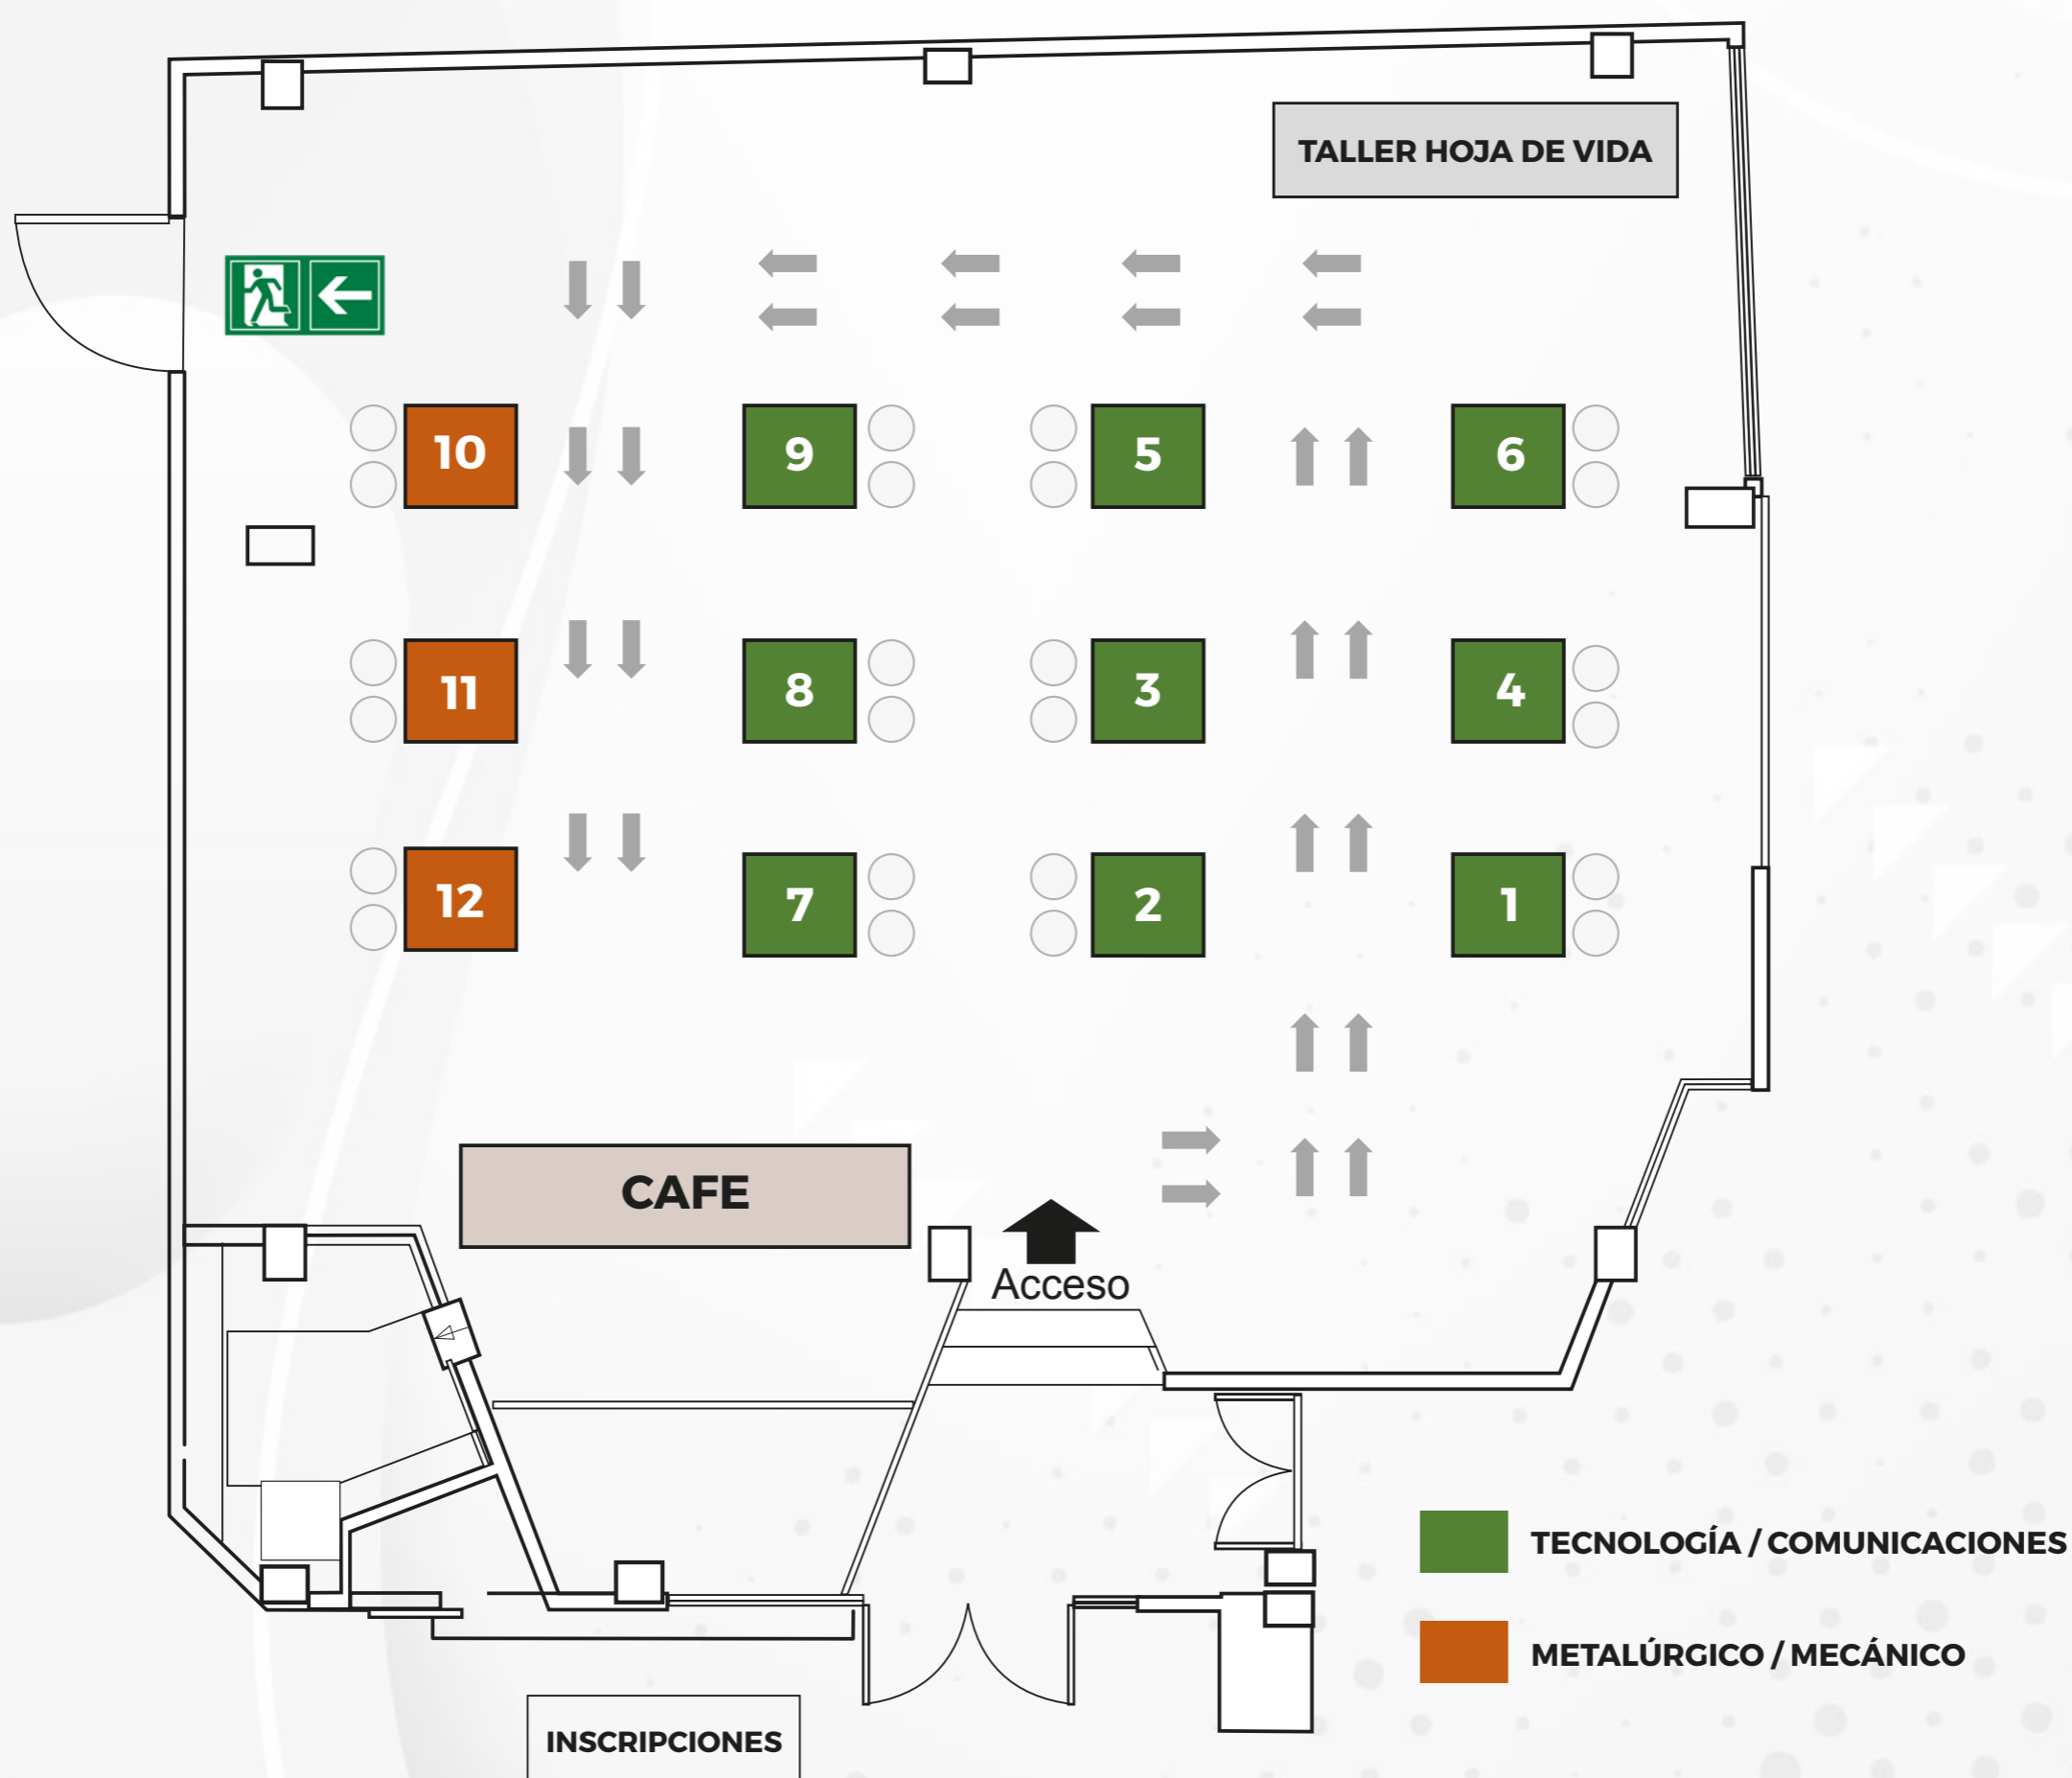 TALLER HOJA DE VIDA
10
9
5
6
11
8
3
4
12
7
2
1
CAFE
Acceso
TECNOLOGÍA / COMUNICACIONES
METALÚRGICO / MECÁNICO
INSCRIPCIONES